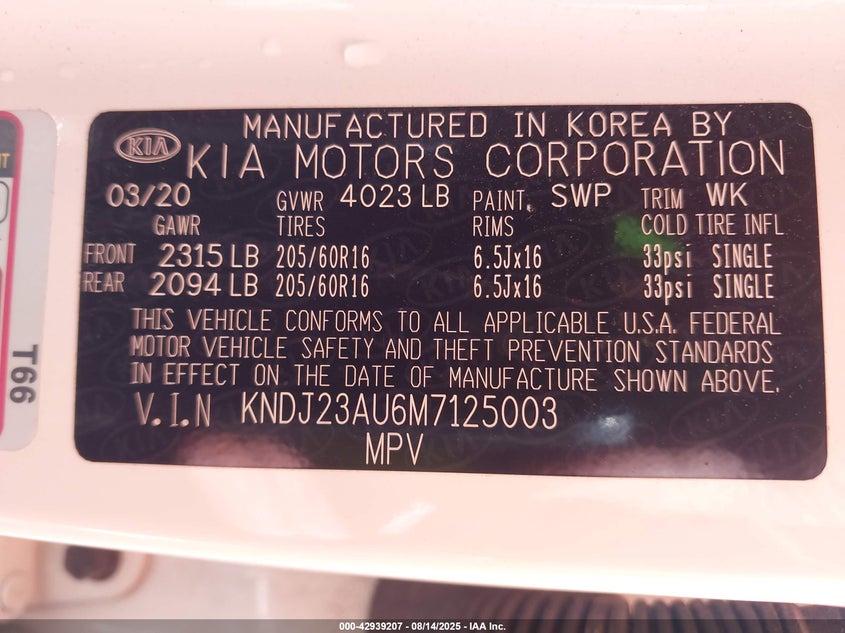 MANUFACTURED IN KOREA BY
KIA KIA MOTORS CORPORATION
03/20 GVWR 4023 LB PAINT. SWP TRIM WK
GAWR TIRES RIMS COLD TIRE INFL
FRONT 2315 LB 205/60R16 6.5Jx16 33psi SINGLE
REAR 2094 LB 205/60R16 6.5Jx16 33psi SINGLE
THIS VEHICLE CONFORMS TO ALL APPLICABLE U.S.A. FEDERAL
MOTOR VEHICLE SAFETY AND THEFT PREVENTION STANDARDS
IN EFFECT ON THE DATE OF MANUFACTURE SHOWN ABOVE.
V.I.N KNDJ23AU6M7125003
MPV
T66
000-42939207 - 08/14/2025 - IAA Inc.